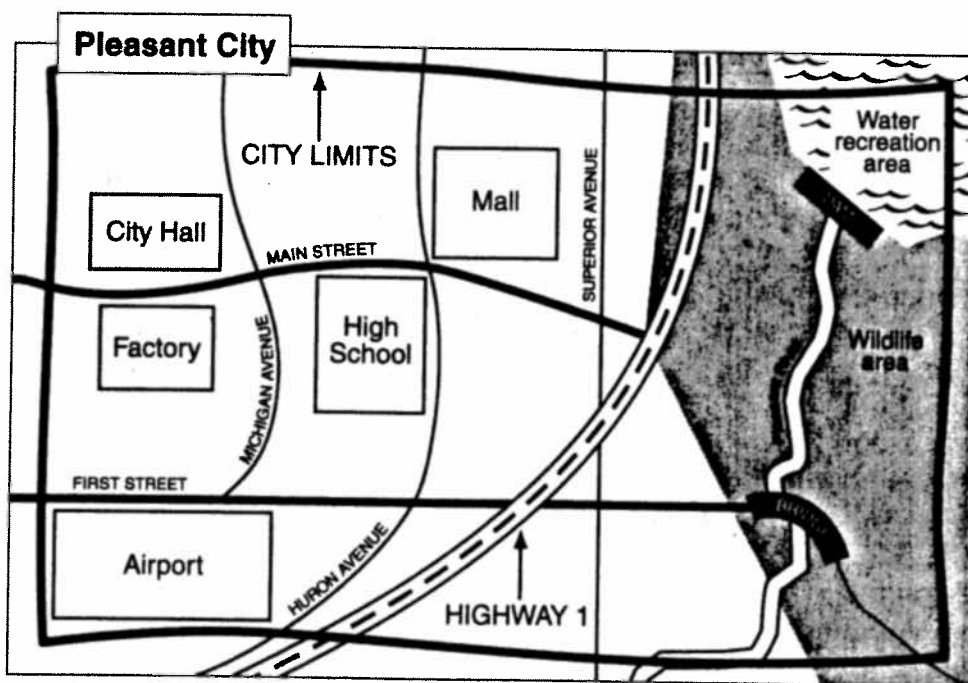 Pleasant City
CITY LIMITS
Water
recreation
area
Mall
SUPERIOR AVENUE
City Hall
MAIN STREET
High
School
Factory
MICHIGAN AVENUE
Wildlife
area
FIRST STREET
Airport
HURON AVENUE
HIGHWAY 1